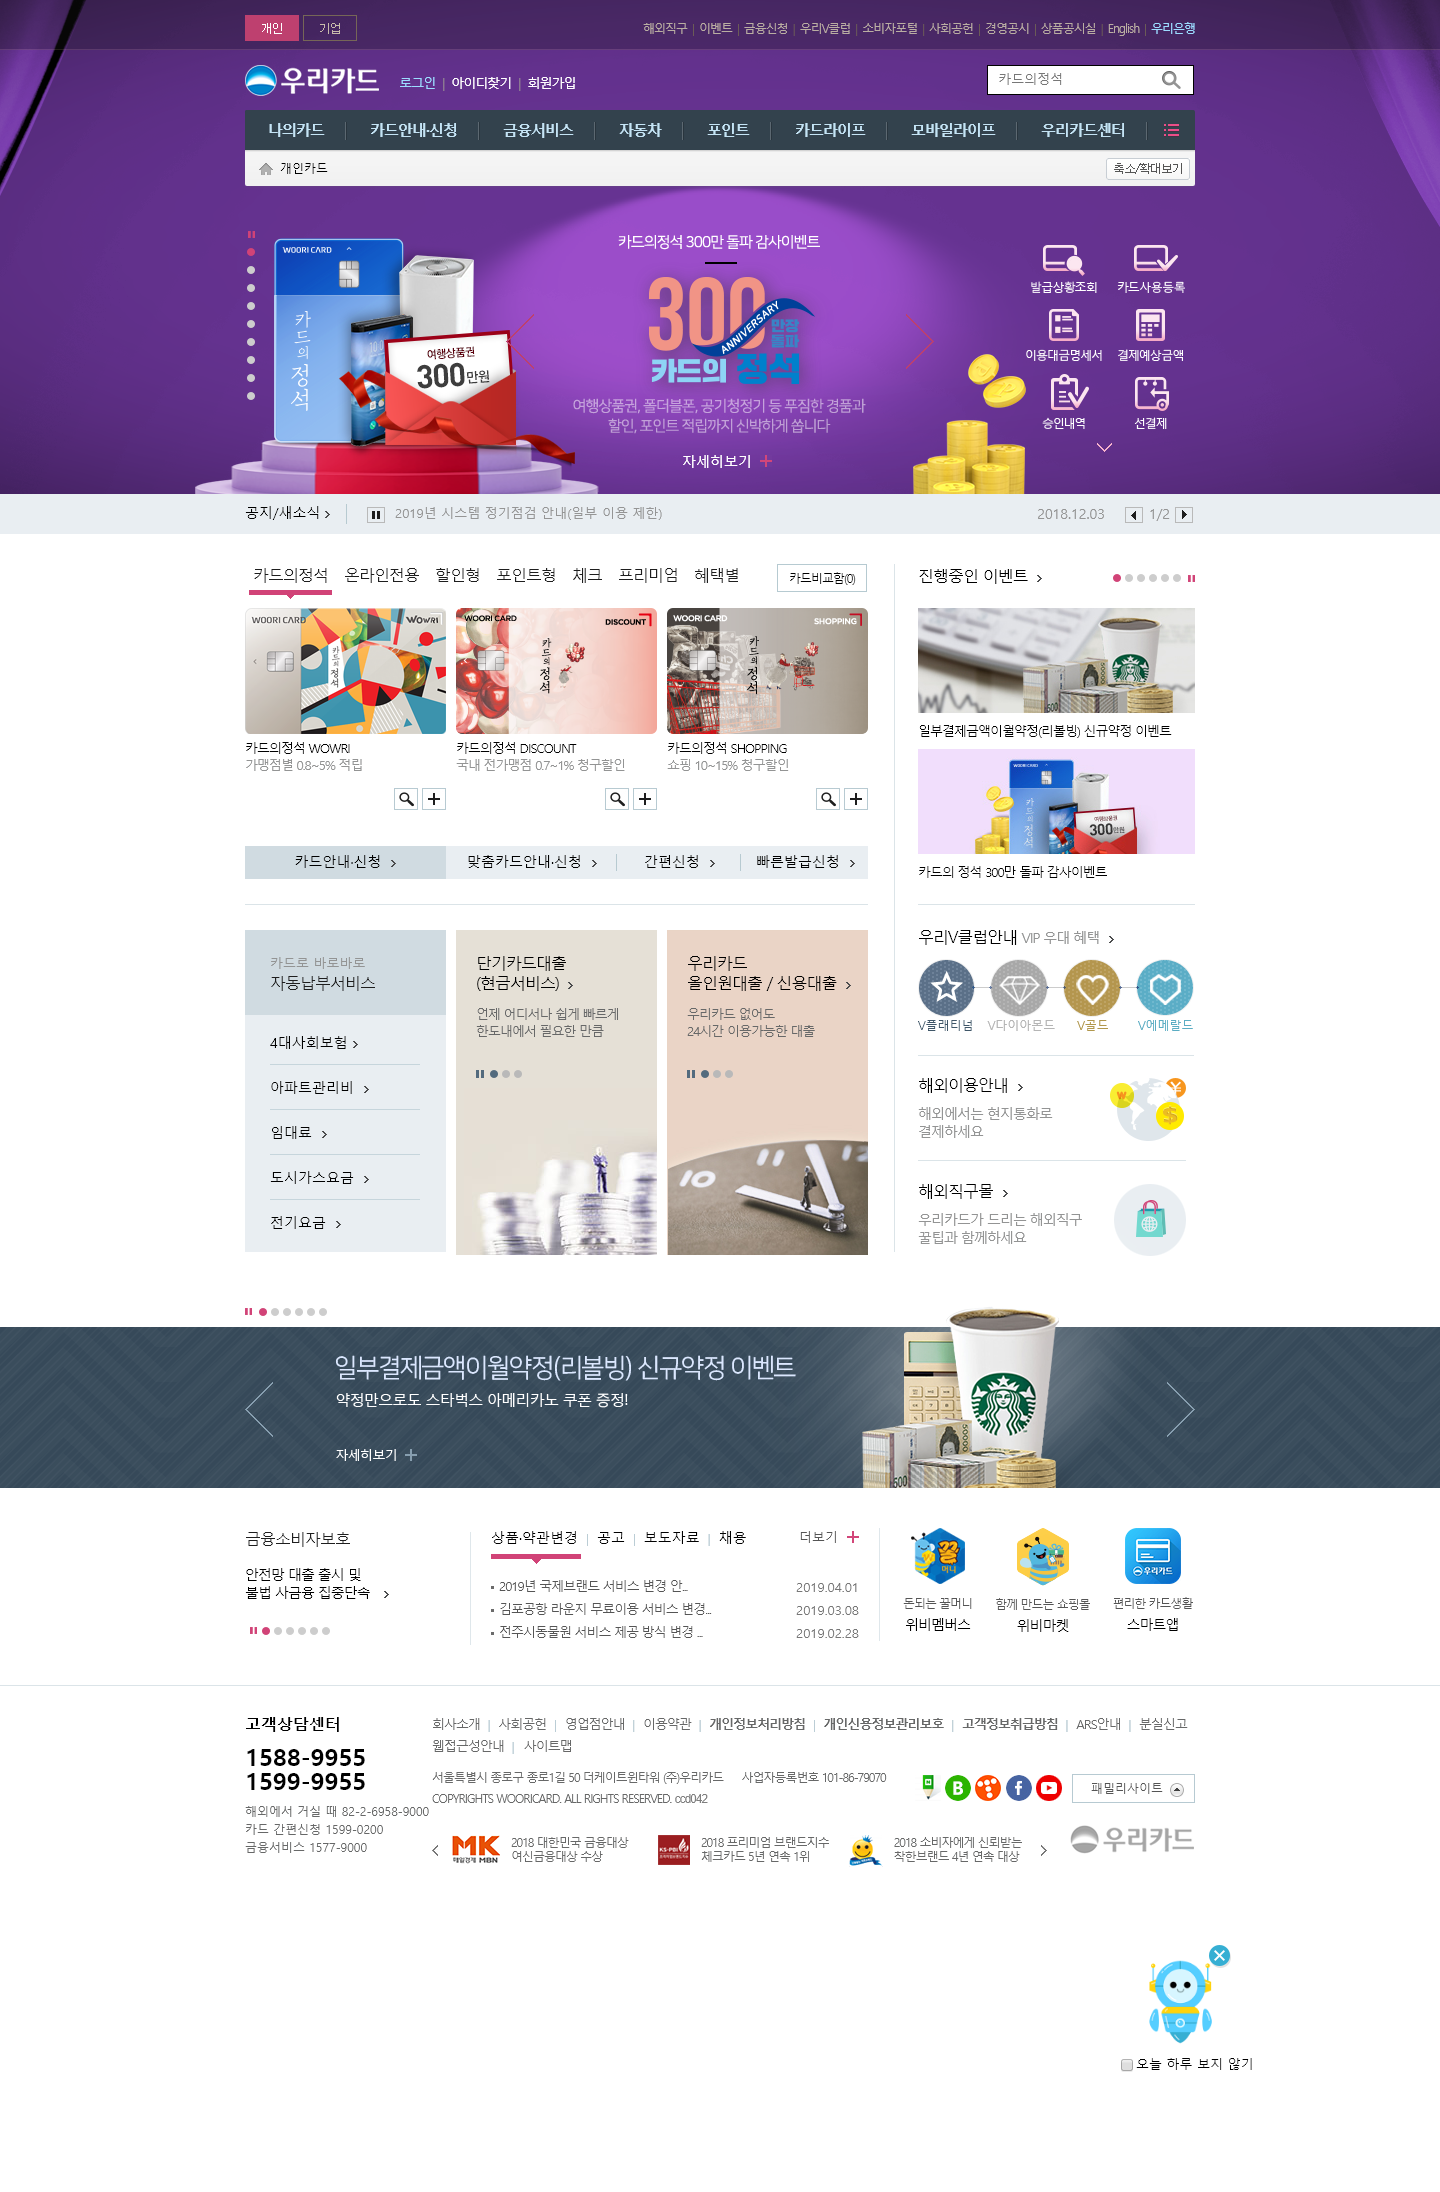 개인 기업
해외직구 | 이벤트 | 금융신청 | 우리V클럽 | 소비자포털 | 사회공헌 | 경영공시 | 상품공시실 | English | 우리은행
우리카드 로그인 | 아이디찾기 | 회원가입 카드의정석
나의카드 카드안내·신청 금융서비스 자동차 포인트 카드라이프 모바일라이프 우리카드센터
개인카드 축소/확대보기
카드의정석 300만 돌파 감사이벤트
WOORI CARD
카드의정석
여행상품권
300만원
300
만장
돌파
ANNIVERSARY
카드의 정석
여행상품권, 폴더블폰, 공기청정기 등 푸짐한 경품과
할인, 포인트 적립까지 신박하게 쏩니다
자세히보기
발급상황조회 카드사용등록
이용대금명세서 결제예상금액
승인내역 선결제
공지/새소식 2019년 시스템 정기점검 안내(일부 이용 제한) 2018.12.03 1/2
카드의정석 온라인전용 할인형 포인트형 체크 프리미엄 혜택별 카드비교함(0)
WOORI CARD WOWRI
카드의정석
WOORI CARD DISCOUNT
카드의정석
WOORI CARD SHOPPING
카드의정석
카드의정석 WOWRI
가맹점별 0.8~5% 적립
카드의정석 DISCOUNT
국내 전가맹점 0.7~1% 청구할인
카드의정석 SHOPPING
쇼핑 10~15% 청구할인
카드안내·신청 맞춤카드안내·신청 간편신청 빠른발급신청
진행중인 이벤트
일부결제금액이월약정(리볼빙) 신규약정 이벤트
WOORI CARD
카드의정석
여행상품권
300만원
카드의 정석 300만 돌파 감사이벤트
카드로 바로바로
자동납부서비스
4대사회보험
아파트관리비
임대료
도시가스요금
전기요금
단기카드대출
(현금서비스)
언제 어디서나 쉽게 빠르게
한도내에서 필요한 만큼
우리카드
올인원대출 / 신용대출
우리카드 없어도
24시간 이용가능한 대출
10
우리V클럽안내 VIP 우대 혜택
V플래티넘 V다이아몬드 V골드 V에메랄드
해외이용안내
해외에서는 현지통화로
결제하세요
해외직구몰
우리카드가 드리는 해외직구
꿀팁과 함께하세요
일부결제금액이월약정(리볼빙) 신규약정 이벤트
약정만으로도 스타벅스 아메리카노 쿠폰 증정!
자세히보기
금융소비자보호
안전망 대출 출시 및
불법 사금융 집중단속
상품·약관변경 | 공고 | 보도자료 | 채용 더보기
2019년 국제브랜드 서비스 변경 안... 2019.04.01
김포공항 라운지 무료이용 서비스 변경... 2019.03.08
전주시동물원 서비스 제공 방식 변경 ... 2019.02.28
꿀머니
돈되는 꿀머니
위비멤버스
함께 만드는 쇼핑몰
위비마켓
우리카드
편리한 카드생활
스마트앱
고객상담센터
1588-9955
1599-9955
해외에서 거실 때 82-2-6958-9000
카드 간편신청 1599-0200
금융서비스 1577-9000
회사소개 | 사회공헌 | 영업점안내 | 이용약관 | 개인정보처리방침 | 개인신용정보관리보호 | 고객정보취급방침 | ARS안내 | 분실신고
웹접근성안내 | 사이트맵
서울특별시 종로구 종로1길 50 더케이트윈타워 (주)우리카드 사업자등록번호 101-86-79070
COPYRIGHTS WOORICARD. ALL RIGHTS RESERVED. ccd042
패밀리사이트
MK
매일경제 MBN
2018 대한민국 금융대상
여신금융대상 수상
KS-PBI
2018 프리미엄 브랜드지수
체크카드 5년 연속 1위
2018 소비자에게 신뢰받는
착한브랜드 4년 연속 대상
우리카드
오늘 하루 보지 않기